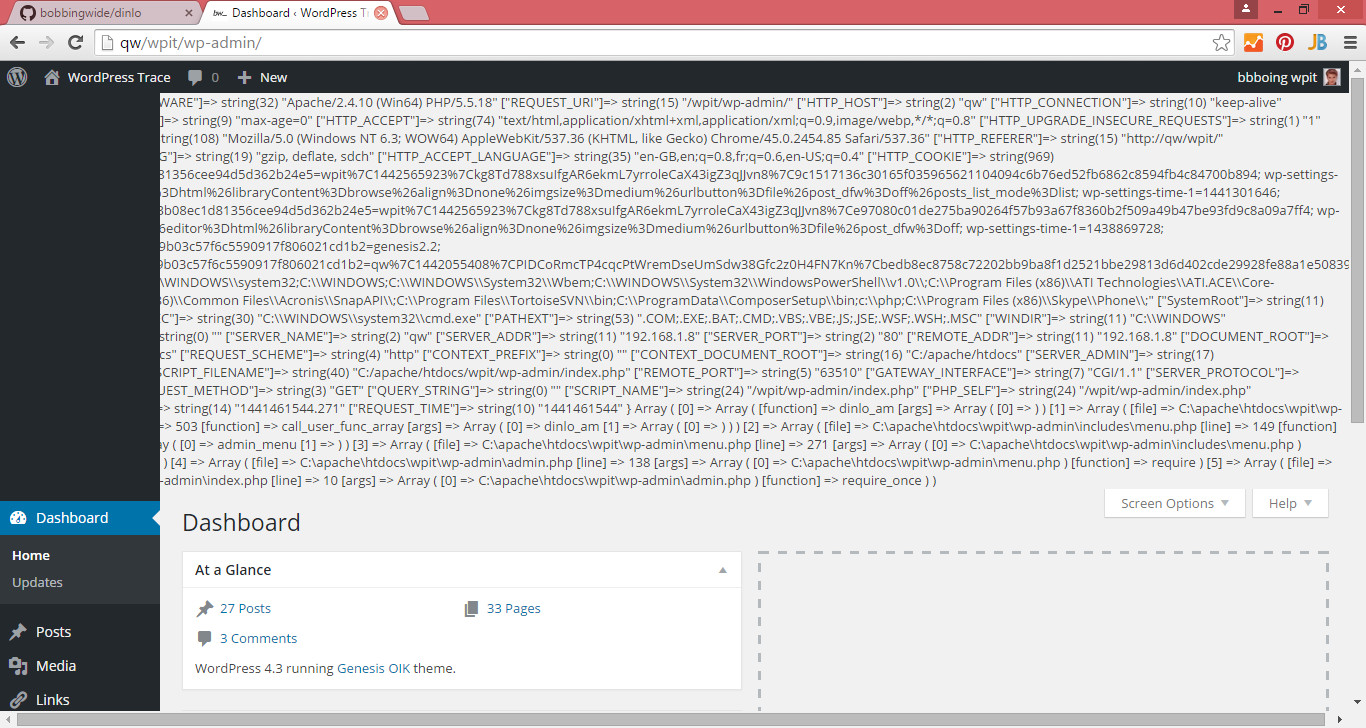 bobbingwide/dinlo
Dashboard ‹ WordPress Tr
qw/wpit/wp-admin/
WordPress Trace 0 New bbboing wpit
WARE"]=> string(32) "Apache/2.4.10 (Win64) PHP/5.5.18" ["REQUEST_URI"]=> string(15) "/wpit/wp-admin/" ["HTTP_HOST"]=> string(2) "qw" ["HTTP_CONNECTION"]=> string(10) "keep-alive"
]=> string(9) "max-age=0" ["HTTP_ACCEPT"]=> string(74) "text/html,application/xhtml+xml,application/xml;q=0.9,image/webp,*/*;q=0.8" ["HTTP_UPGRADE_INSECURE_REQUESTS"]=> string(1) "1"
tring(108) "Mozilla/5.0 (Windows NT 6.3; WOW64) AppleWebKit/537.36 (KHTML, like Gecko) Chrome/45.0.2454.85 Safari/537.36" ["HTTP_REFERER"]=> string(15) "http://qw/wpit/"
G"]=> string(19) "gzip, deflate, sdch" ["HTTP_ACCEPT_LANGUAGE"]=> string(35) "en-GB,en;q=0.8,fr;q=0.6,en-US;q=0.4" ["HTTP_COOKIE"]=> string(969)
81356cee94d5d362b24e5=wpit%7C1442565923%7Ckg8Td788xsuIfgAR6ekmL7yrroleCaX43igZ3qJJvn8%7C9c1517136c30165f035965621104094c6b76ed52fb6862c8594fb4c84700b894; wp-settings-
%3Dhtml%26libraryContent%3Dbrowse%26align%3Dnone%26imgsize%3Dmedium%26urlbutton%3Dfile%26post_dfw%3Doff%26posts_list_mode%3Dlist; wp-settings-time-1=1441301646;
3b08ec1d81356cee94d5d362b24e5=wpit%7C1442565923%7Ckg8Td788xsuIfgAR6ekmL7yrroleCaX43igZ3qJJvn8%7Ce97080c01de275ba90264f57b93a67f8360b2f509a49b47be93fd9c8a09a7ff4; wp-
%6editor%3Dhtml%26libraryContent%3Dbrowse%26align%3Dnone%26imgsize%3Dmedium%26urlbutton%3Dfile%26post_dfw%3Doff; wp-settings-time-1=1438869728;
9b03c57f6c5590917f806021cd1b2=genesis2.2;
9b03c57f6c5590917f806021cd1b2=qw%7C1442055408%7CPIDCoRmcTP4cqcPtWremDseUmSdw38Gfc2z0H4FN7Kn%7Cbedb8ec8758c72202bb9ba8f1d2521bbe29813d6d402cde29928fe88a1e50839
\WINDOWS\\system32;C:\\WINDOWS;C:\\WINDOWS\\System32\\Wbem;C:\\WINDOWS\\System32\\WindowsPowerShell\\v1.0\\;C:\\Program Files (x86)\\ATI Technologies\\ATI.ACE\\Core-
36)\\Common Files\\Acronis\\SnapAPI\\;C:\\Program Files\\TortoiseSVN\\bin;C:\\ProgramData\\ComposerSetup\\bin;c:\\php;C:\\Program Files (x86)\\Skype\\Phone\\;" ["SystemRoot"]=> string(11)
C"]=> string(30) "C:\\WINDOWS\\system32\\cmd.exe" ["PATHEXT"]=> string(53) ".COM;.EXE;.BAT;.CMD;.VBS;.VBE;.JS;.JSE;.WSF;.WSH;.MSC" ["WINDIR"]=> string(11) "C:\\WINDOWS"
string(0) "" ["SERVER_NAME"]=> string(2) "qw" ["SERVER_ADDR"]=> string(11) "192.168.1.8" ["SERVER_PORT"]=> string(2) "80" ["REMOTE_ADDR"]=> string(11) "192.168.1.8" ["DOCUMENT_ROOT"]=>
cs" ["REQUEST_SCHEME"]=> string(4) "http" ["CONTEXT_PREFIX"]=> string(0) "" ["CONTEXT_DOCUMENT_ROOT"]=> string(16) "C:/apache/htdocs" ["SERVER_ADMIN"]=> string(17)
CRIPT_FILENAME"]=> string(40) "C:/apache/htdocs/wpit/wp-admin/index.php" ["REMOTE_PORT"]=> string(5) "63510" ["GATEWAY_INTERFACE"]=> string(7) "CGI/1.1" ["SERVER_PROTOCOL"]=>
UEST_METHOD"]=> string(3) "GET" ["QUERY_STRING"]=> string(0) "" ["SCRIPT_NAME"]=> string(24) "/wpit/wp-admin/index.php" ["PHP_SELF"]=> string(24) "/wpit/wp-admin/index.php"
=> string(14) "1441461544.271" ["REQUEST_TIME"]=> string(10) "1441461544" } Array ( [0] => Array ( [function] => dinlo_am [args] => Array ( [0] => ) ) [1] => Array ( [file] => C:\apache\htdocs\wpit\wp-
=> 503 [function] => call_user_func_array [args] => Array ( [0] => dinlo_am [1] => Array ( [0] => ) ) ) [2] => Array ( [file] => C:\apache\htdocs\wpit\wp-admin\includes\menu.php [line] => 149 [function]
ay ( [0] => admin_menu [1] => ) ) [3] => Array ( [file] => C:\apache\htdocs\wpit\wp-admin\menu.php [line] => 271 [args] => Array ( [0] => C:\apache\htdocs\wpit\wp-admin\includes\menu.php )
) [4] => Array ( [file] => C:\apache\htdocs\wpit\wp-admin\admin.php [line] => 138 [args] => Array ( [0] => C:\apache\htdocs\wpit\wp-admin\menu.php ) [function] => require ) [5] => Array ( [file] =>
-admin\index.php [line] => 10 [args] => Array ( [0] => C:\apache\htdocs\wpit\wp-admin\admin.php ) [function] => require_once ) )
Screen Options Help
Dashboard
Dashboard
Home
Updates
Posts
Media
Links
At a Glance
27 Posts 33 Pages
3 Comments
WordPress 4.3 running Genesis OIK theme.